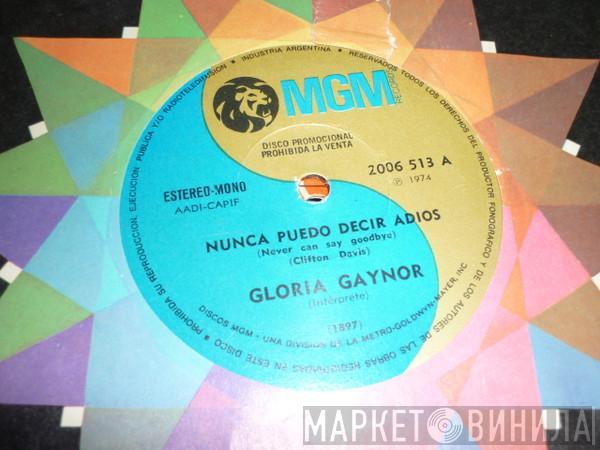 MGM
RECORDS
DISCO PROMOCIONAL
PROHIBIDA LA VENTA
ESTEREO-MONO
AADI-CAPIF
2006 513 A
Ⓟ 1974
NUNCA PUEDO DECIR ADIOS
(Never can say goodbye)
(Clifton Davis)
GLORIA GAYNOR
(Intérprete)
(1897)
DISCOS MGM - UNA DIVISION DE LA METRO-GOLDWYN-MAYER, INC
• INDUSTRIA ARGENTINA • RESERVADOS TODOS LOS DERECHOS DEL PRODUCTOR FONOGRAFICO Y DE LOS AUTORES DE LAS OBRAS REGISTRADAS EN ESTE DISCO • PROHIBIDA SU REPRODUCCION, EJECUCION PUBLICA Y/O RADIOTELEDIFUSION
МАРКЕТ ВИНИЛА